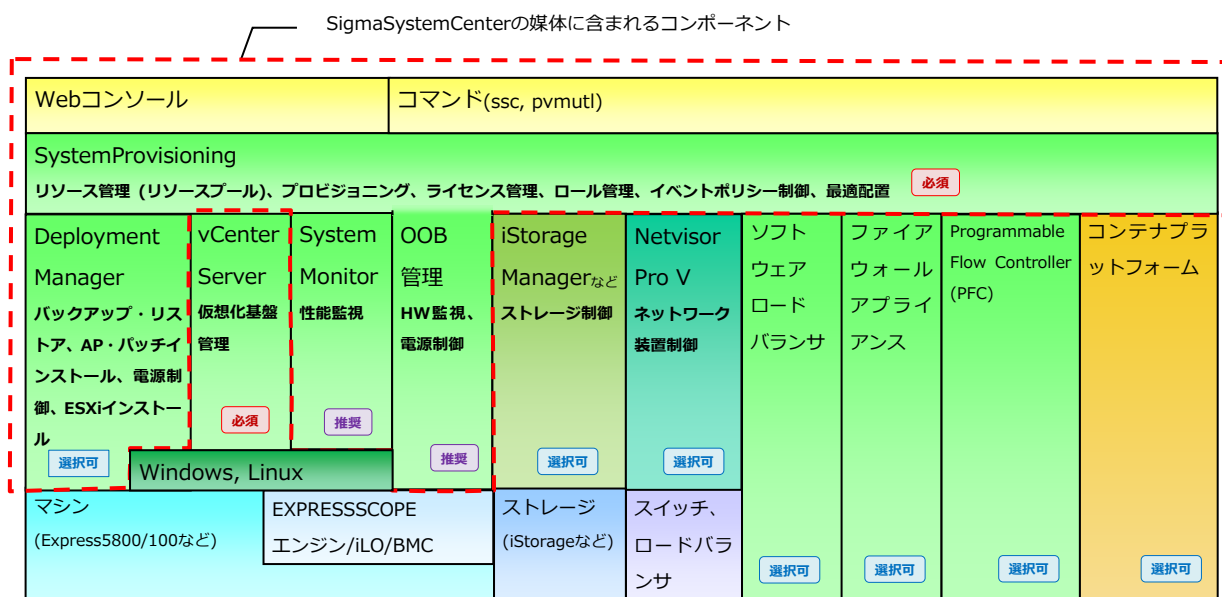 SigmaSystemCenterの媒体に含まれるコンポーネント
Webコンソール
コマンド(ssc, pvmutl)
SystemProvisioning
リソース管理 (リソースプール)、プロビジョニング、ライセンス管理、ロール管理、イベントポリシー制御、最適配置
必須
Deployment
Manager
バックアップ・リス
トア、AP・パッチイ
ンストール、電源制
御、ESXiインストー
ル
選択可
vCenter
Server
仮想化基盤
管理
必須
System
Monitor
性能監視
推奨
OOB
管理
HW監視、
電源制御
推奨
iStorage
Managerなど
ストレージ制御
選択可
Netvisor
Pro V
ネットワーク
装置制御
選択可
ソフト
ウェア
ロード
バランサ
選択可
ファイア
ウォール
アプライ
アンス
選択可
Programmable
Flow Controller
(PFC)
選択可
コンテナプラ
ットフォーム
選択可
Windows, Linux
マシン
(Express5800/100など)
EXPRESSSCOPE
エンジン/iLO/BMC
ストレージ
(iStorageなど)
スイッチ、
ロードバラ
ンサ